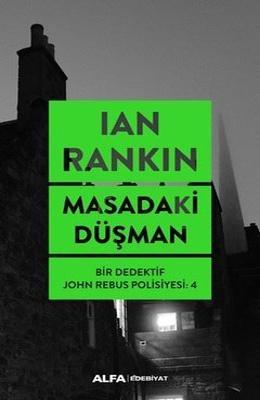 IAN
RANKIN
MASADAKİ
DÜŞMAN
BİR DEDEKTİF
JOHN REBUS POLİSİYESİ: 4
ALFA | EDEBİYAT